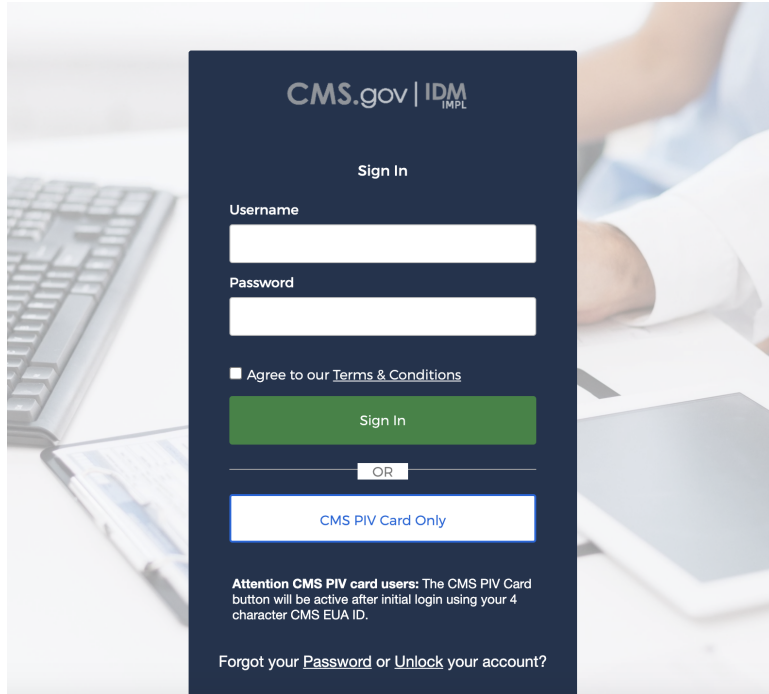 CMS.gov | IDM
IMPL
Sign In
Username
Password
Agree to our Terms & Conditions
Sign In
OR
CMS PIV Card Only
Attention CMS PIV card users: The CMS PIV Card
button will be active after initial login using your 4
character CMS EUA ID.
Forgot your Password or Unlock your account?